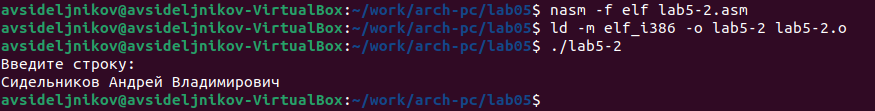 avsideljnikov@avsideljnikov-VirtualBox:~/work/arch-pc/lab05$ nasm -f elf lab5-2.asm
avsideljnikov@avsideljnikov-VirtualBox:~/work/arch-pc/lab05$ ld -m elf_i386 -o lab5-2 lab5-2.o
avsideljnikov@avsideljnikov-VirtualBox:~/work/arch-pc/lab05$ ./lab5-2
Введите строку:
Сидельников Андрей Владимирович
avsideljnikov@avsideljnikov-VirtualBox:~/work/arch-pc/lab05$